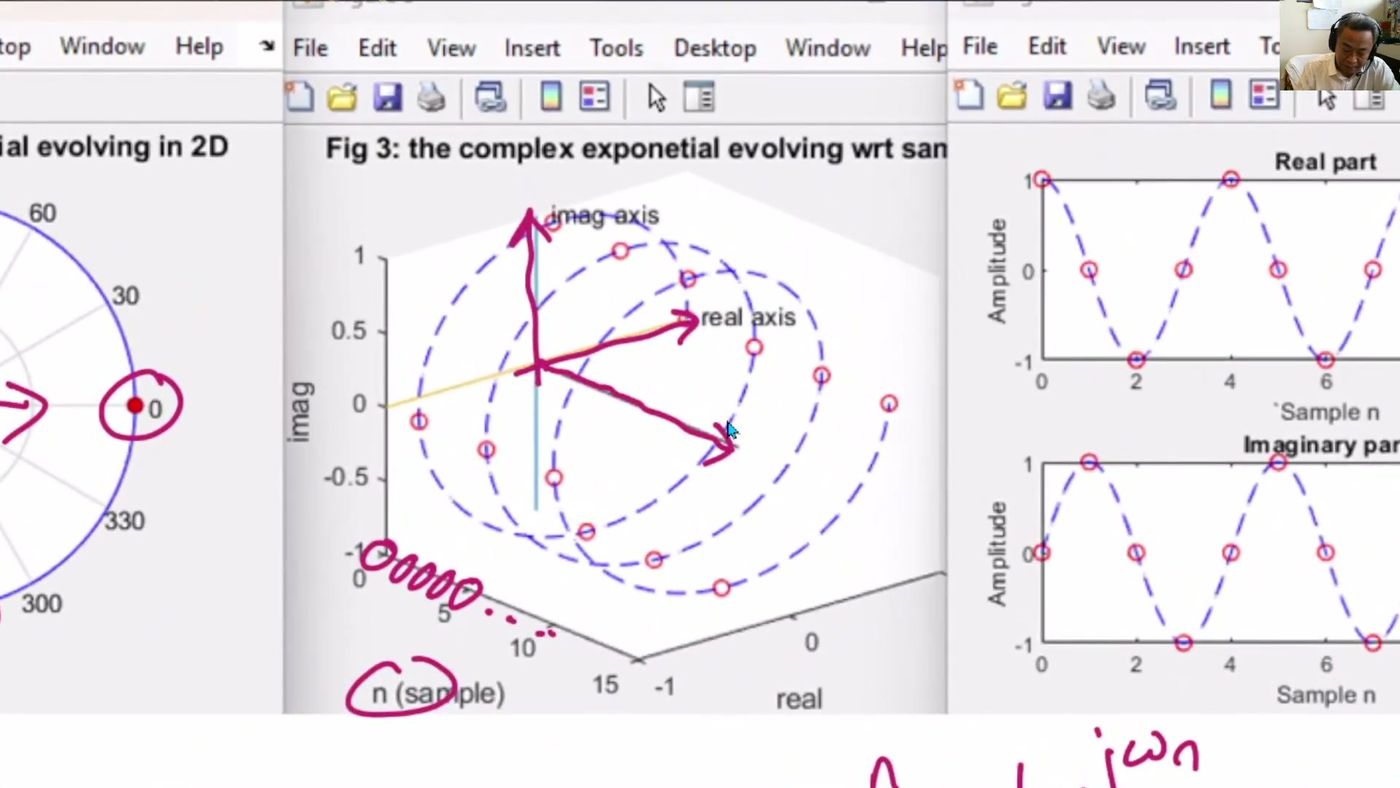 top Window Help
File Edit View Insert Tools Desktop Window Help
File Edit View Insert
ial evolving in 2D
60
30
0
330
300
Fig 3: the complex exponetial evolving wrt sam
imag axis
real axis
imag
1
0.5
0
-0.5
-1
0
5
10
15
n (sample)
-1
0
real
Real part
Amplitude
1
0
-1
0 2 4 6
`Sample n
Imaginary par
Amplitude
1
0
-1
0 2 4 6
Sample n
jωn